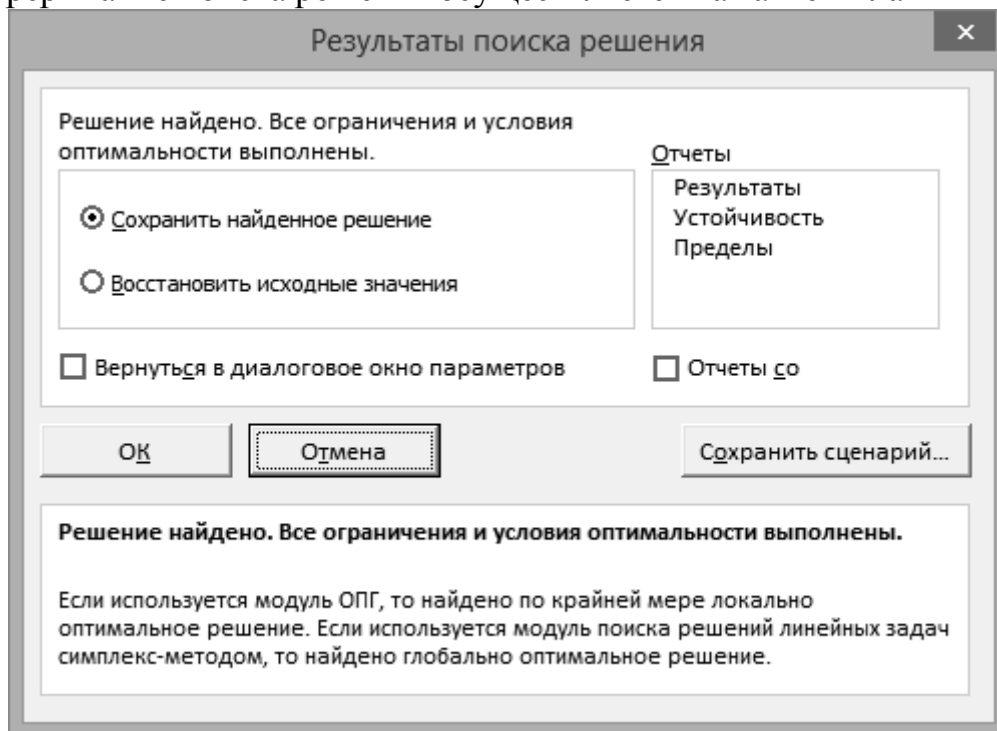 Результаты поиска решения
Решение найдено. Все ограничения и условия
оптимальности выполнены.
Отчеты
Сохранить найденное решение
Восстановить исходные значения
Результаты
Устойчивость
Пределы
Вернуться в диалоговое окно параметров
Отчеты со
ОК
Отмена
Сохранить сценарий...
Решение найдено. Все ограничения и условия оптимальности выполнены.
Если используется модуль ОПГ, то найдено по крайней мере локально
оптимальное решение. Если используется модуль поиска решений линейных задач
симплекс-методом, то найдено глобально оптимальное решение.